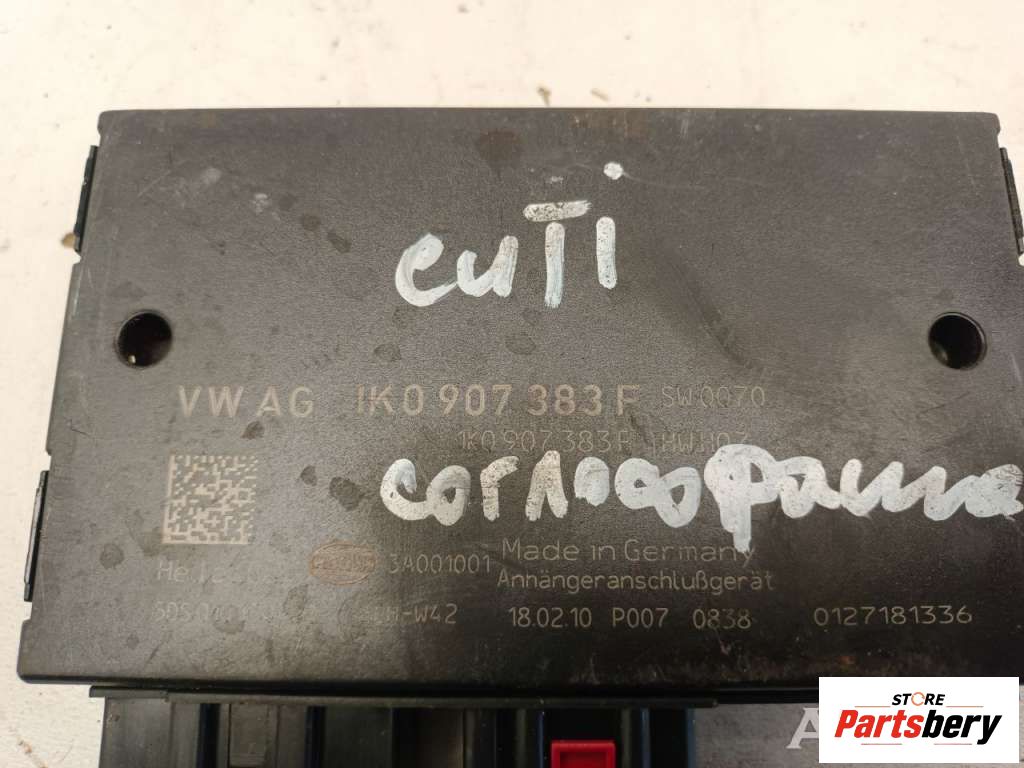 cuTi
VW AG 1K0 907 383 F SW0070
1K0 907 383 F HW H07
Made in Germany
3A001001
Anhängeranschlußgerät
18.02.10 P007 0838 0127181336
STORE
Partsbery